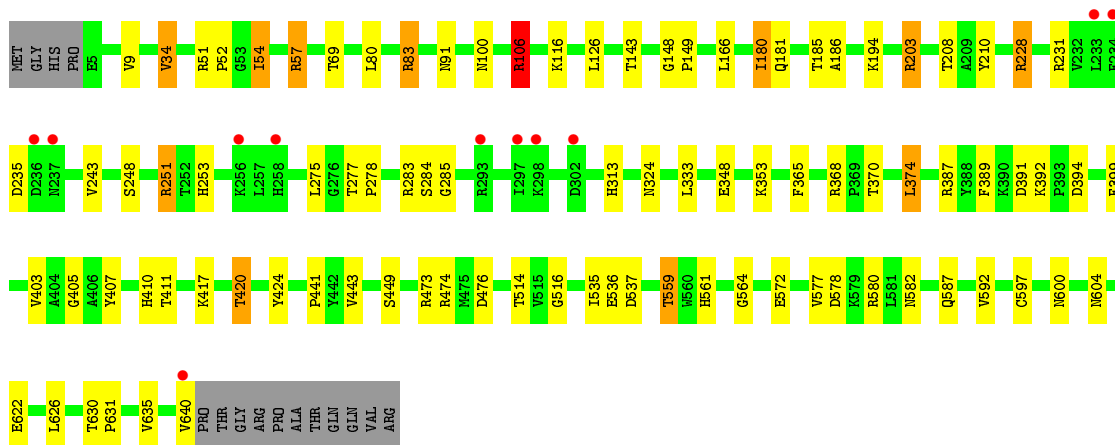 MET GLY HIS PRO E5 V9 V34 R51 P52 G53 I54 R57 T69 L80 R83 N91 N100 R106 K116 L126 T143 G148 P149 L166 I180 Q181 T185 A186 K194 R203 T208 A209 Y210 R228 R231 V232 L233 E234
D235 D236 N237 V243 S248 R251 T252 H253 K256 L257 H258 L275 G276 T277 P278 R283 S284 G285 R293 I297 K298 D302 H313 N324 L333 E348 K353 F365 R368 P369 T370 L374 R387 Y388 F389 K390 D391 K392 P393 D394 E399
V403 A404 G405 A406 Y407 H410 T411 K417 T420 Y424 P441 Y442 V443 S449 R473 R474 M475 D476 T514 V515 G516 I535 E536 D537 T559 W560 H561 G564 E572 V577 D578 K579 R580 L581 N582 Q587 V592 C597 N600 N604
E622 L626 T630 P631 V635 V640 PRO THR GLY ARG PRO ALA THR GLN GLN VAL ARG